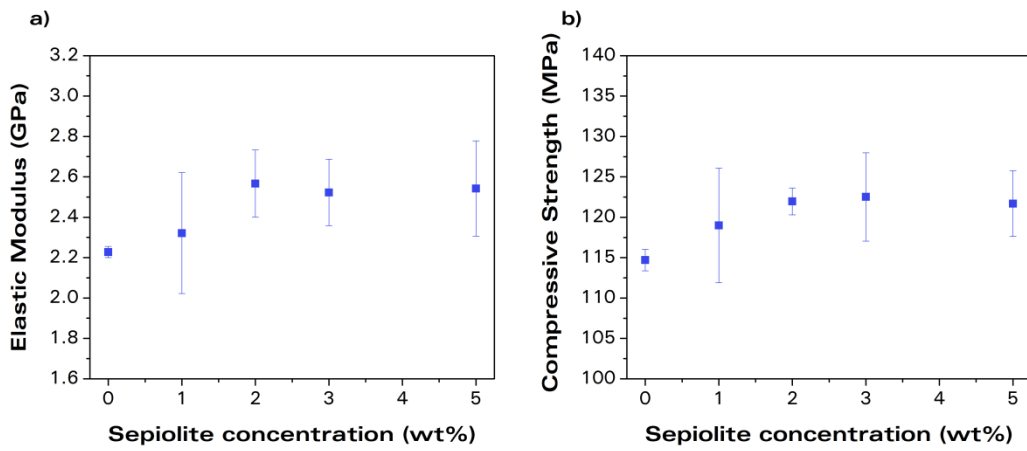 a)
3.2
3.0
2.8
2.6
2.4
2.2
2.0
1.8
1.6
Elastic Modulus (GPa)
0 1 2 3 4 5
Sepiolite concentration (wt%)
b)
140
135
130
125
120
115
110
105
100
Compressive Strength (MPa)
0 1 2 3 4 5
Sepiolite concentration (wt%)